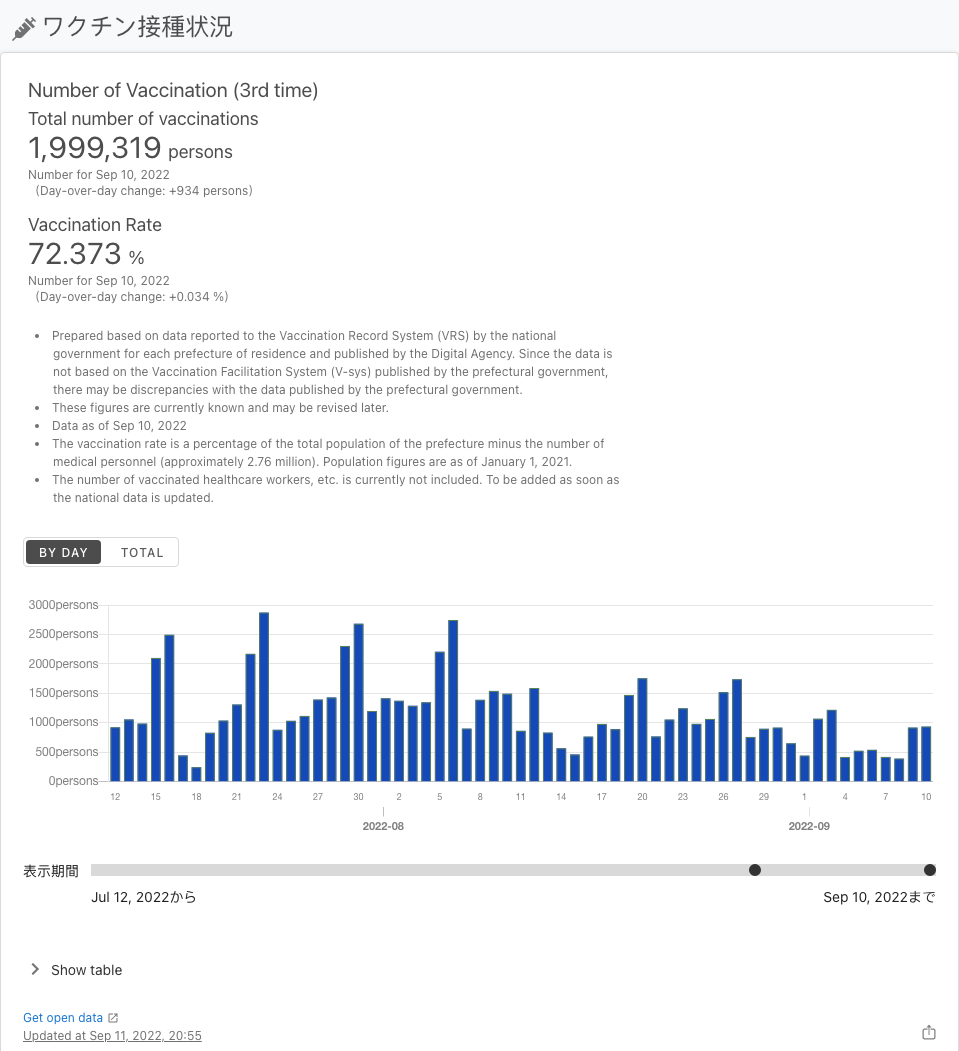 ワクチン接種状況
Number of Vaccination (3rd time)
Total number of vaccinations
1,999,319 persons
Number for Sep 10, 2022
(Day-over-day change: +934 persons)
Vaccination Rate
72.373 %
Number for Sep 10, 2022
(Day-over-day change: +0.034 %)
• Prepared based on data reported to the Vaccination Record System (VRS) by the national
government for each prefecture of residence and published by the Digital Agency. Since the data is
not based on the Vaccination Facilitation System (V-sys) published by the prefectural government,
there may be discrepancies with the data published by the prefectural government.
• These figures are currently known and may be revised later.
• Data as of Sep 10, 2022
• The vaccination rate is a percentage of the total population of the prefecture minus the number of
medical personnel (approximately 2.76 million). Population figures are as of January 1, 2021.
• The number of vaccinated healthcare workers, etc. is currently not included. To be added as soon as
the national data is updated.
BY DAY TOTAL
3000persons
2500persons
2000persons
1500persons
1000persons
500persons
0persons
12 15 18 21 24 27 30 2 5 8 11 14 17 20 23 26 29 1 4 7 10
2022-08 2022-09
表示期間
Jul 12, 2022から Sep 10, 2022まで
Show table
Get open data
Updated at Sep 11, 2022, 20:55